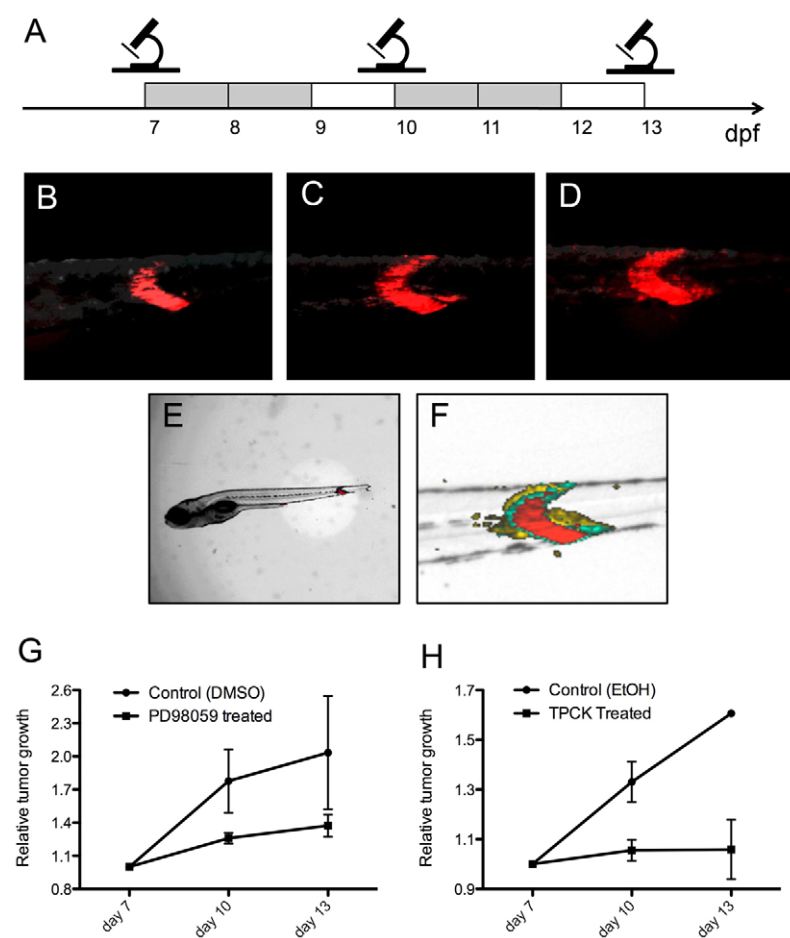 A
7 8 9 10 11 12 13
dpf
B C D
E F
G
Control (DMSO)
PD98059 treated
Relative tumor growth
2.6
2.3
2.0
1.7
1.4
1.1
0.8
day 7 day 10 day 13
H
Control (EtOH)
TPCK Treated
Relative tumor growth
1.7
1.5
1.3
1.1
0.9
day 7 day 10 day 13